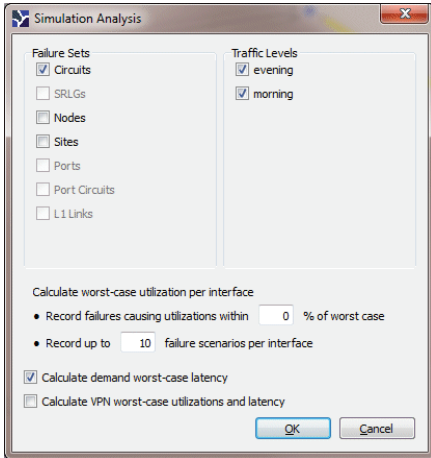 Simulation Analysis
Failure Sets
Circuits
SRLGs
Nodes
Sites
Ports
Port Circuits
L1 Links
Traffic Levels
evening
morning
Calculate worst-case utilization per interface
• Record failures causing utilizations within 0 % of worst case
• Record up to 10 failure scenarios per interface
Calculate demand worst-case latency
Calculate VPN worst-case utilizations and latency
OK Cancel